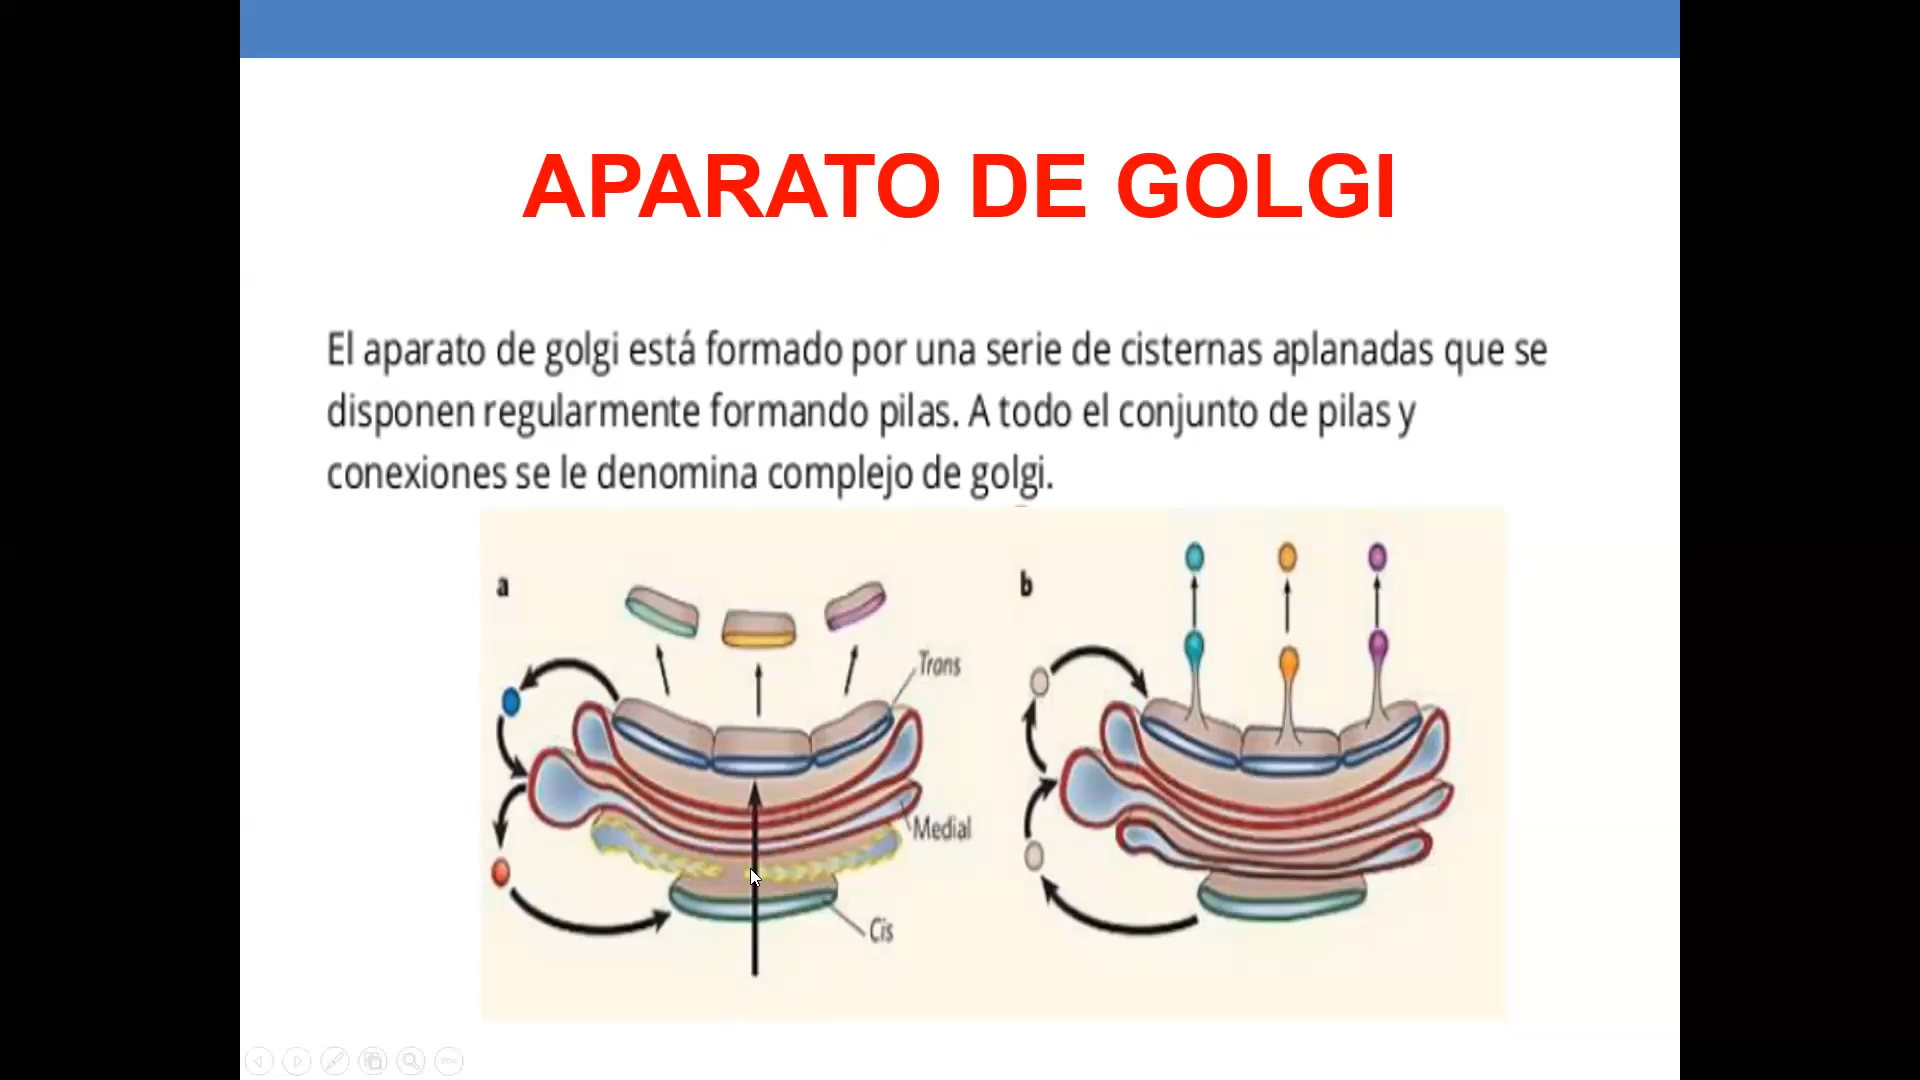 APARATO DE GOLGI
El aparato de golgi está formado por una serie de cisternas aplanadas que se
disponen regularmente formando pilas. A todo el conjunto de pilas y
conexiones se le denomina complejo de golgi.
a
b
Trans
Medial
Cis